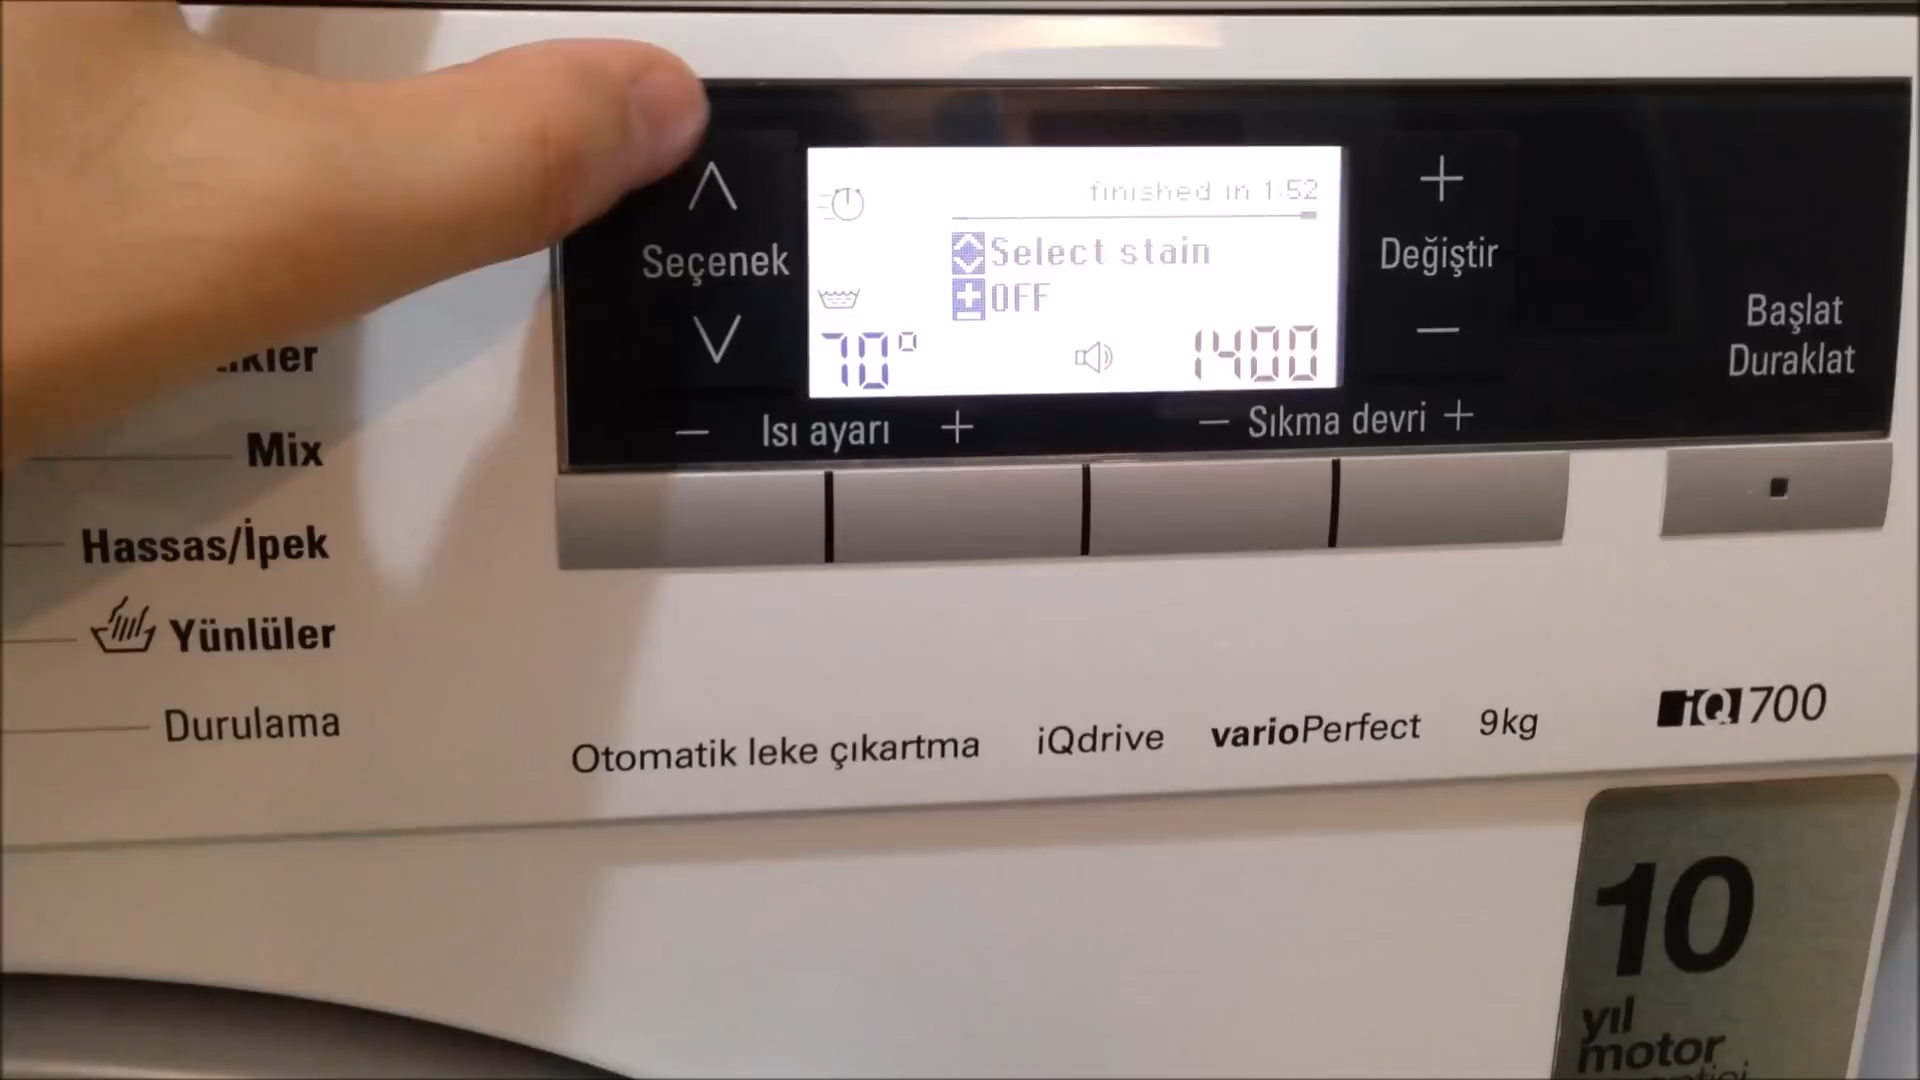 finished in 1:52
Select stain
OFF
70°
1400
Seçenek
Değiştir
Başlat
Duraklat
− Isı ayarı +
− Sıkma devri +
Mix
Hassas/İpek
Yünlüler
Durulama
Otomatik leke çıkartma
iQdrive
varioPerfect
9kg
iQ700
10
yıl
motor